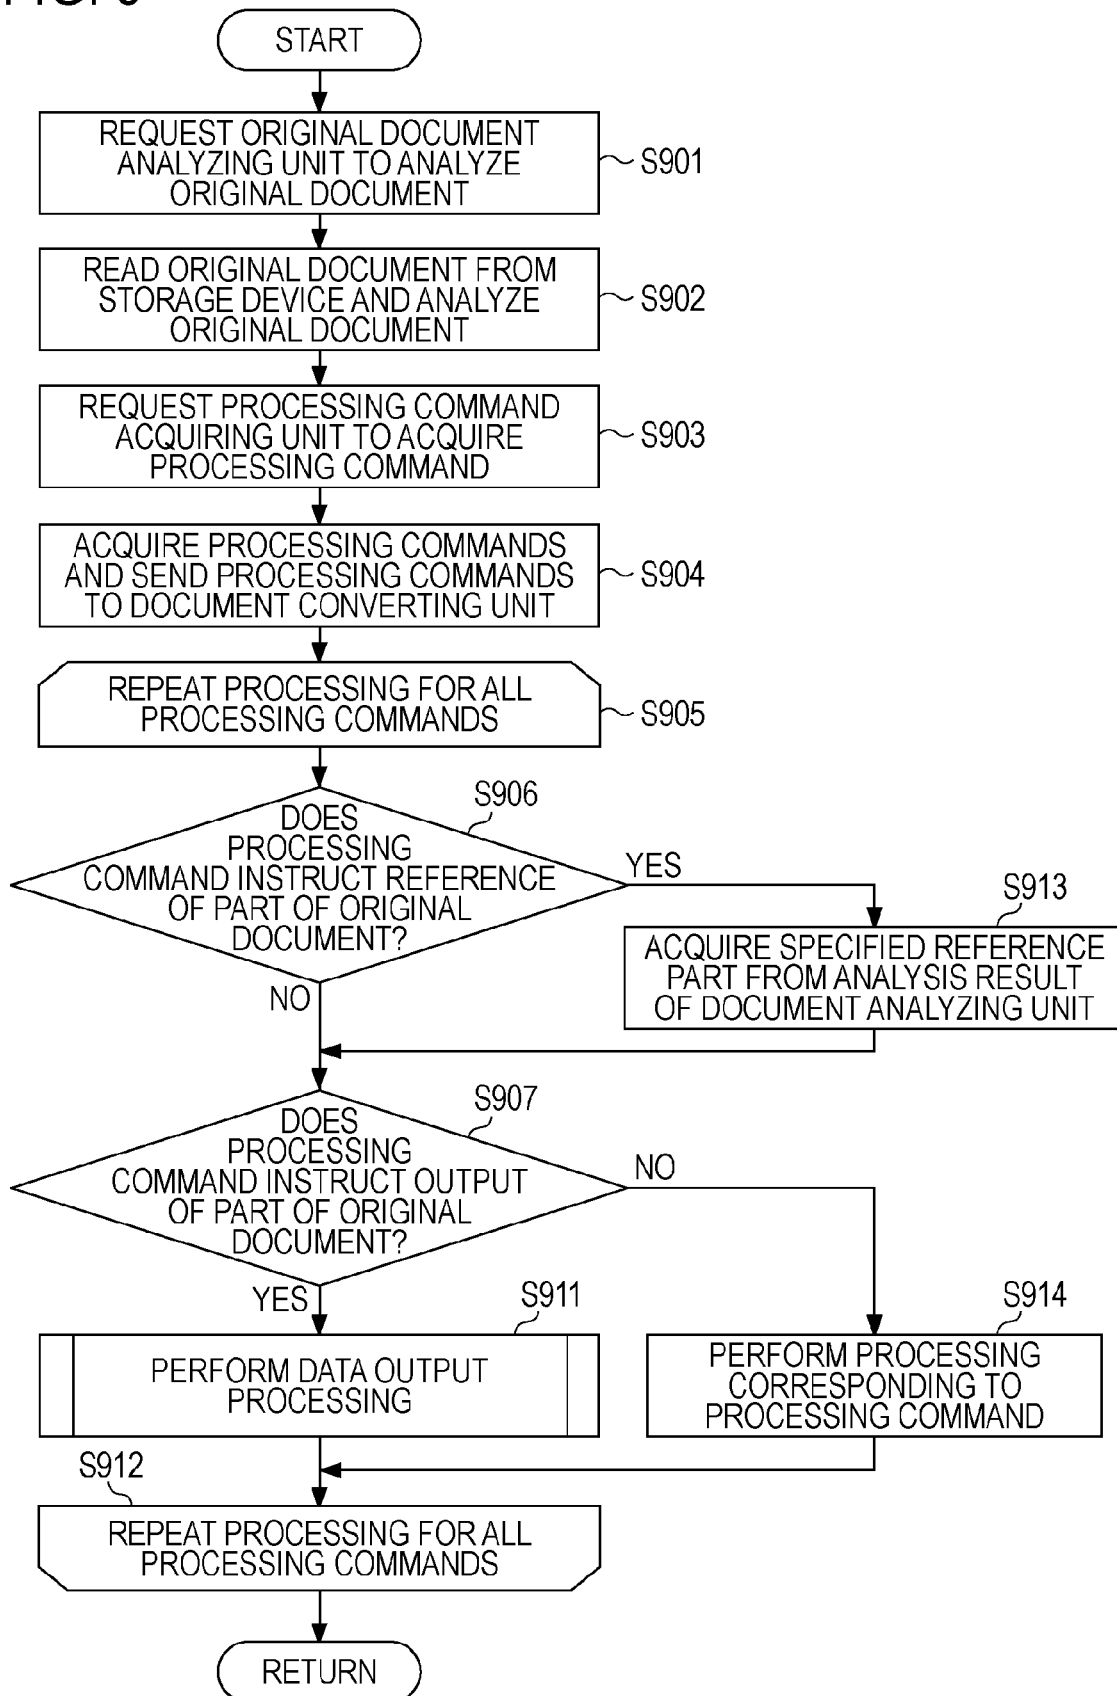 START
REQUEST ORIGINAL DOCUMENT
ANALYZING UNIT TO ANALYZE
ORIGINAL DOCUMENT
S901
READ ORIGINAL DOCUMENT FROM
STORAGE DEVICE AND ANALYZE
ORIGINAL DOCUMENT
S902
REQUEST PROCESSING COMMAND
ACQUIRING UNIT TO ACQUIRE
PROCESSING COMMAND
S903
ACQUIRE PROCESSING COMMANDS
AND SEND PROCESSING COMMANDS
TO DOCUMENT CONVERTING UNIT
S904
REPEAT PROCESSING FOR ALL
PROCESSING COMMANDS
S905
S906
DOES
PROCESSING
COMMAND INSTRUCT REFERENCE
OF PART OF ORIGINAL
DOCUMENT?
YES
NO
S913
ACQUIRE SPECIFIED REFERENCE
PART FROM ANALYSIS RESULT
OF DOCUMENT ANALYZING UNIT
S907
DOES
PROCESSING
COMMAND INSTRUCT OUTPUT
OF PART OF ORIGINAL
DOCUMENT?
NO
YES
S911
PERFORM DATA OUTPUT
PROCESSING
S914
PERFORM PROCESSING
CORRESPONDING TO
PROCESSING COMMAND
S912
REPEAT PROCESSING FOR ALL
PROCESSING COMMANDS
RETURN